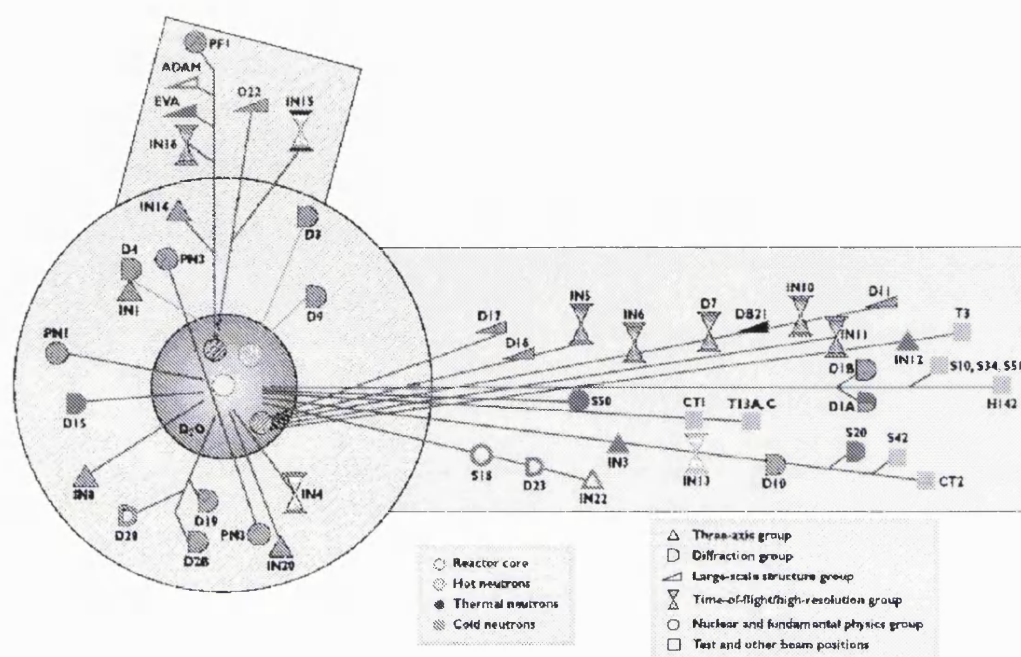 PF1
ADAM
EVA
D22
IN15
IN16
IN14
D3
D4
PN3
IN1
D9
PN1
D15
D₂O
IN8
IN4
D19
D20
D2B
PN3
IN20
D17
D16
IN5
IN6
D7
DB21
IN10
D11
IN11
T3
IN12
D1B
S10, S34, S51
D1A
H142
S50
CT1
T13A, C
S18
D23
IN22
IN3
IN13
D10
S20
S42
CT2
Reactor core
Hot neutrons
Thermal neutrons
Cold neutrons
Three-axis group
Diffraction group
Large-scale structure group
Time-of-flight/high-resolution group
Nuclear and fundamental physics group
Test and other beam positions